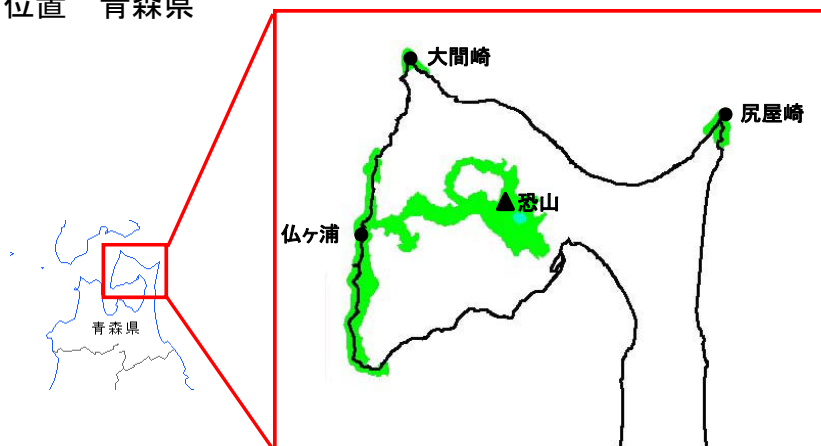 位置 青森県
大間崎
尻屋崎
恐山
仏ヶ浦
青森県